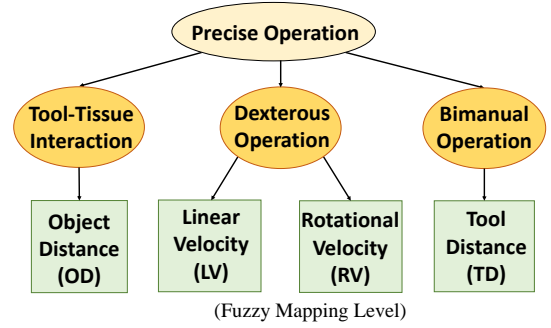 Precise Operation
Tool-Tissue
Interaction
Dexterous
Operation
Bimanual
Operation
Object
Distance
(OD)
Linear
Velocity
(LV)
Rotational
Velocity
(RV)
Tool
Distance
(TD)
(Fuzzy Mapping Level)